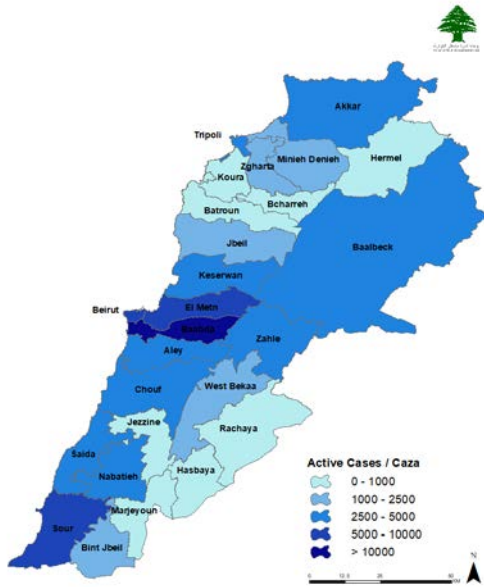 Akkar
Tripoli
Zgharta
Minieh Denieh
Hermel
Koura
Bcharreh
Batroun
Jbeil
Baalbeck
Keserwan
Beirut
El Metn
Baabda
Zahle
Aley
Chouf
West Bekaa
Jezzine
Rachaya
Saida
Nabatieh
Hasbaya
Marjeyoun
Sour
Bint Jbeil
Active Cases / Caza
0 - 1000
1000 - 2500
2500 - 5000
5000 - 10000
> 10000
N